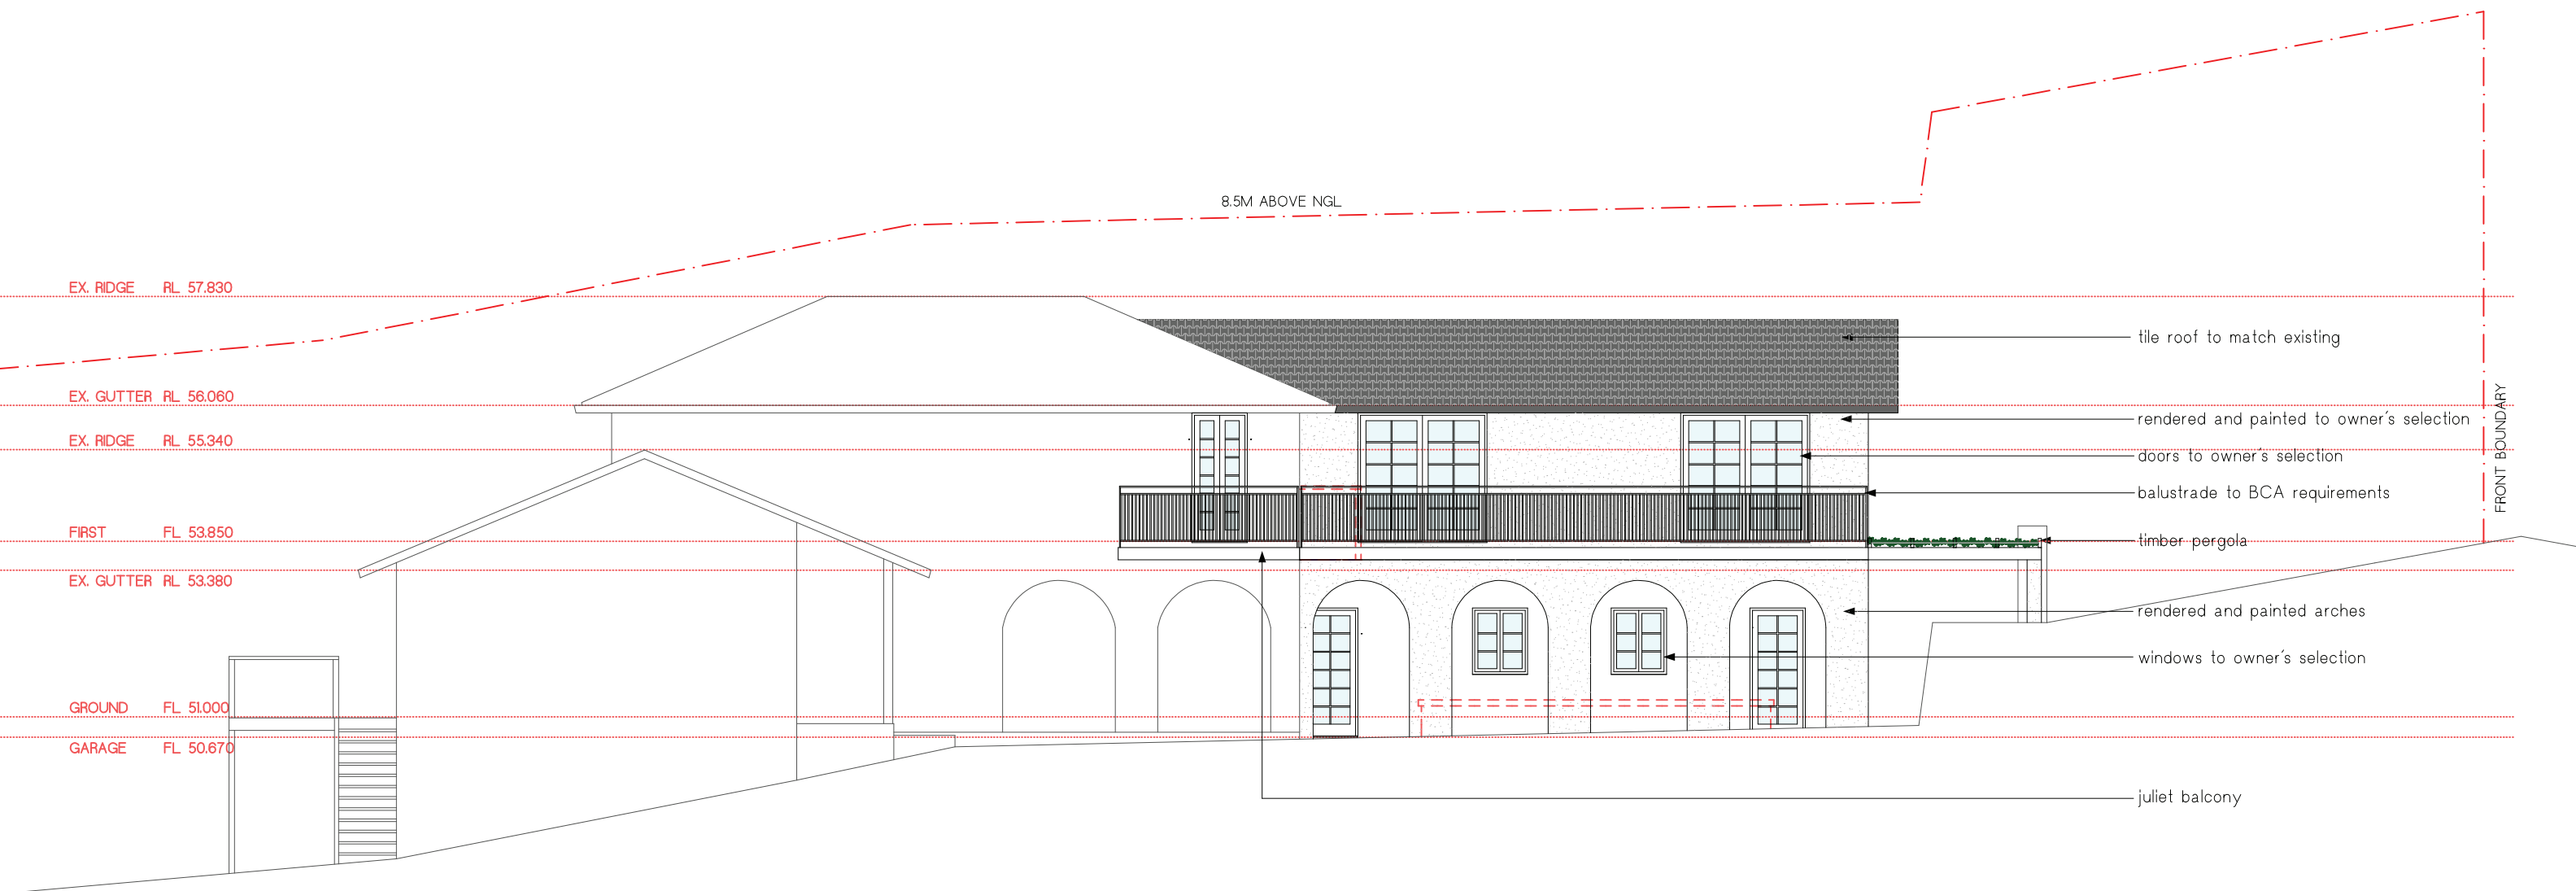 8.5M ABOVE NGL
EX. RIDGE RL 57.830
tile roof to match existing
EX. GUTTER RL 56.060
rendered and painted to owner's selection
EX. RIDGE RL 55.340
doors to owner's selection
balustrade to BCA requirements
FRONT BOUNDARY
FIRST FL 53.850
timber pergola
EX. GUTTER RL 53.380
rendered and painted arches
windows to owner's selection
GROUND FL 51.000
GARAGE FL 50.670
juliet balcony